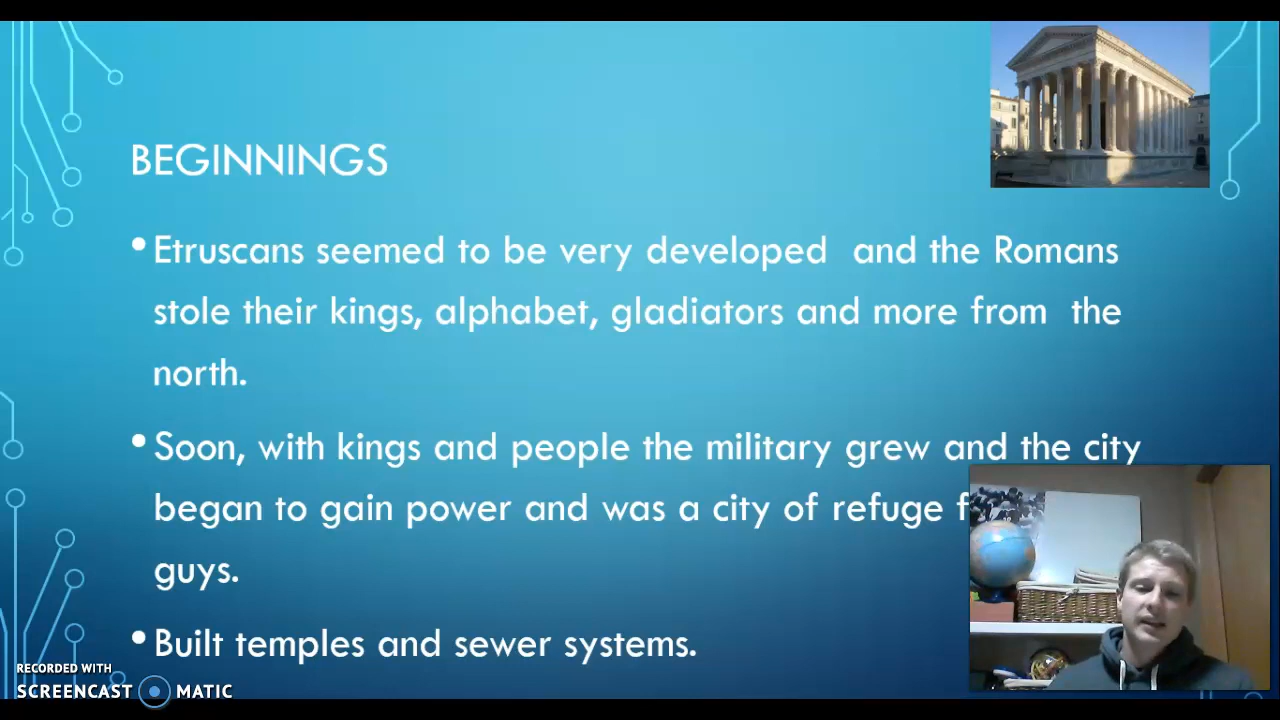 BEGINNINGS
• Etruscans seemed to be very developed  and the Romans
stole their kings, alphabet, gladiators and more from  the
north.
• Soon, with kings and people the military grew and the city
began to gain power and was a city of refuge
guys.
• Built temples and sewer systems.
RECORDED WITH
SCREENCAST MATIC